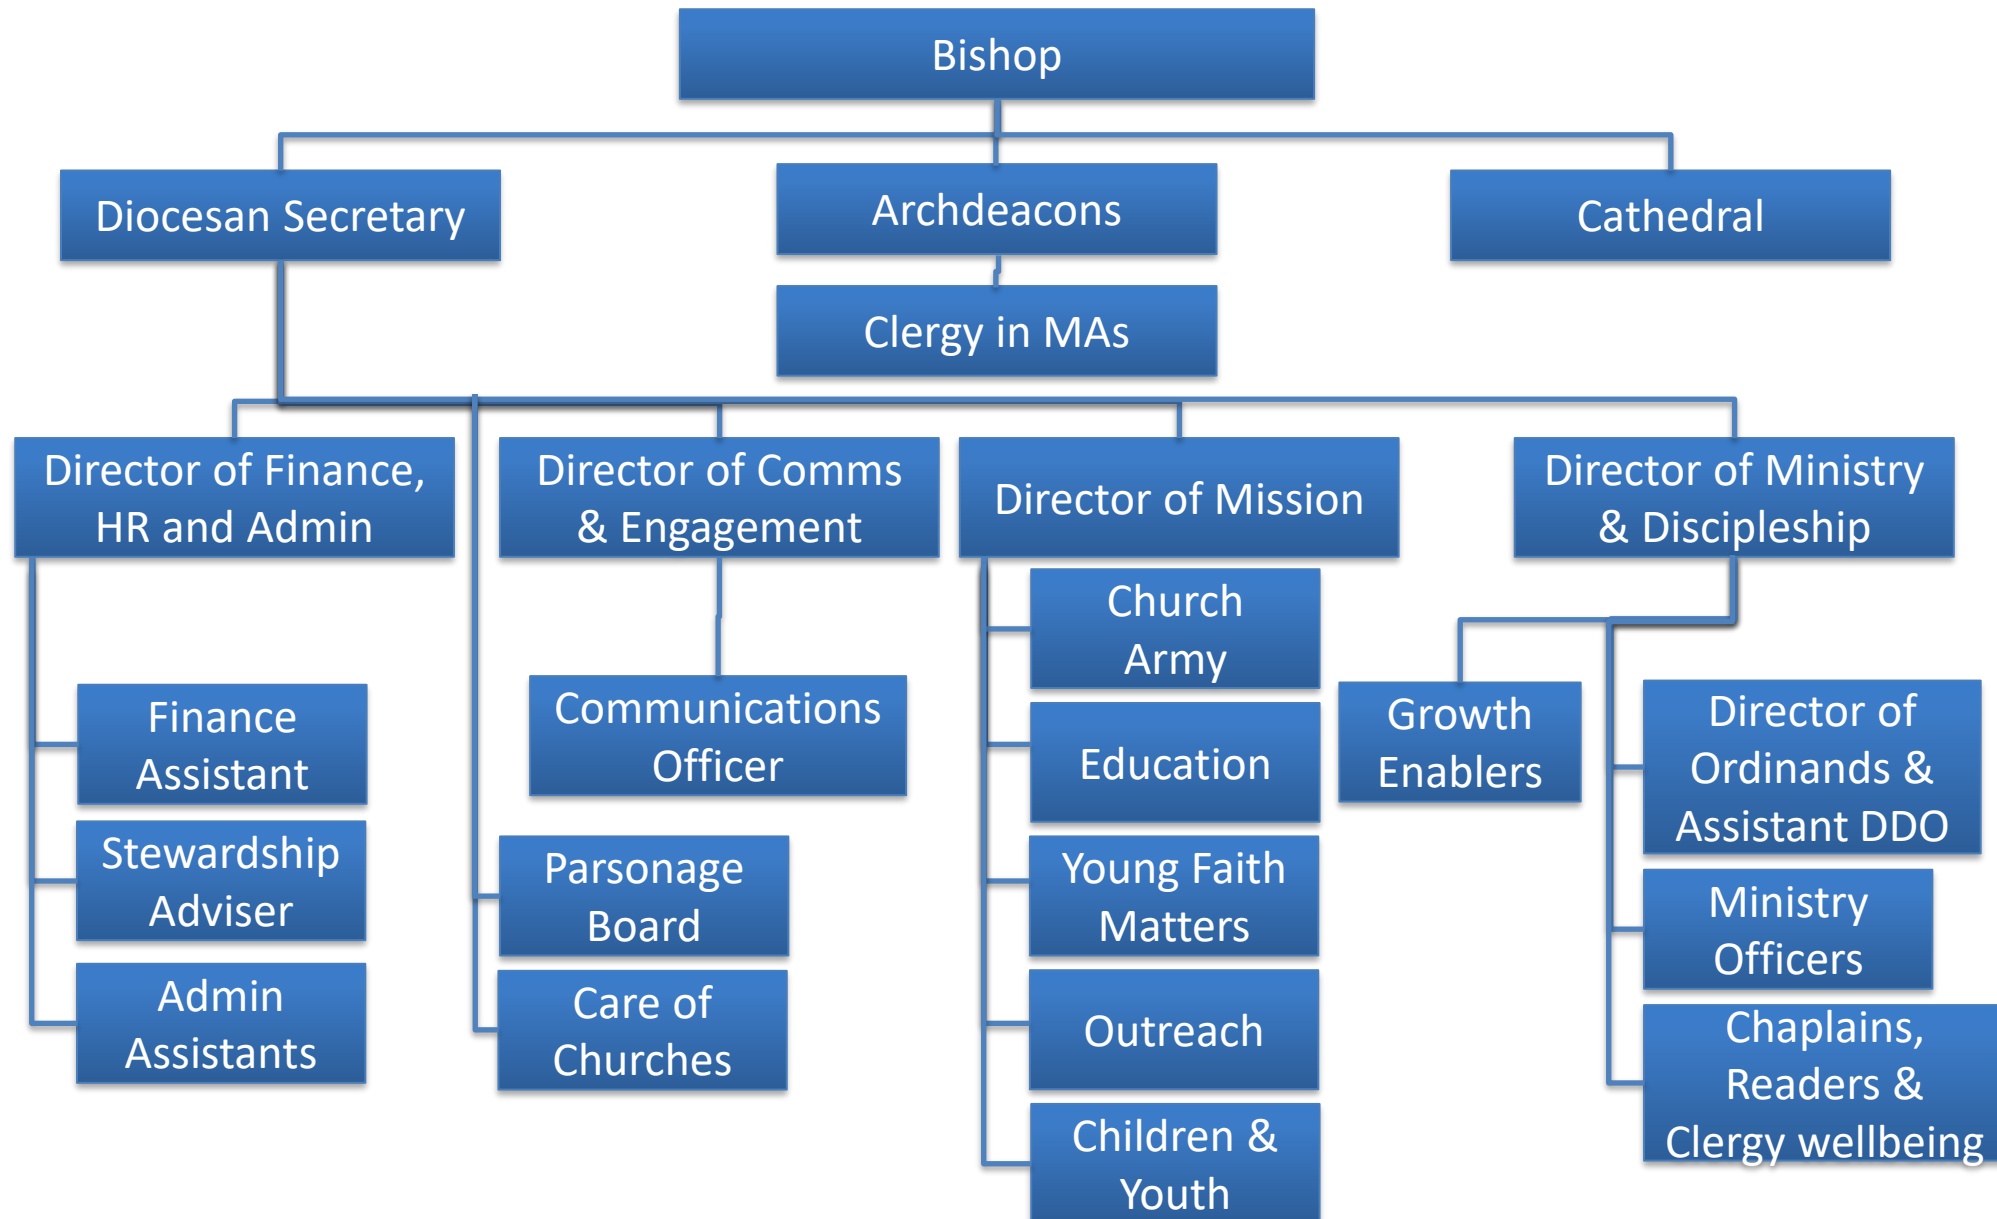 Bishop
Diocesan Secretary
Archdeacons
Cathedral
Clergy in MAs
Director of Finance,
HR and Admin
Director of Comms
& Engagement
Director of Mission
Director of Ministry
& Discipleship
Finance
Assistant
Stewardship
Adviser
Admin
Assistants
Communications
Officer
Parsonage
Board
Care of
Churches
Church
Army
Education
Young Faith
Matters
Outreach
Children &
Youth
Growth
Enablers
Director of
Ordinands &
Assistant DDO
Ministry
Officers
Chaplains,
Readers &
Clergy wellbeing